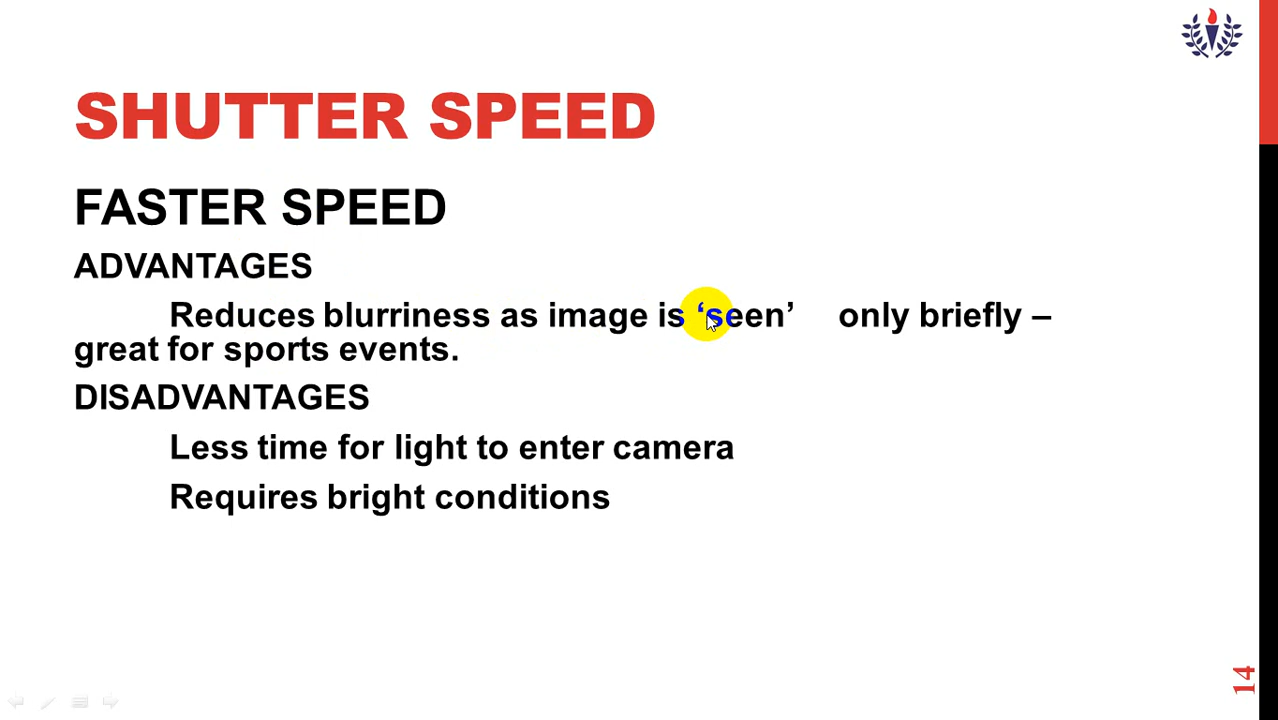 SHUTTER SPEED
FASTER SPEED
ADVANTAGES
Reduces blurriness as image is ‘seen’ only briefly –
great for sports events.
DISADVANTAGES
Less time for light to enter camera
Requires bright conditions
14